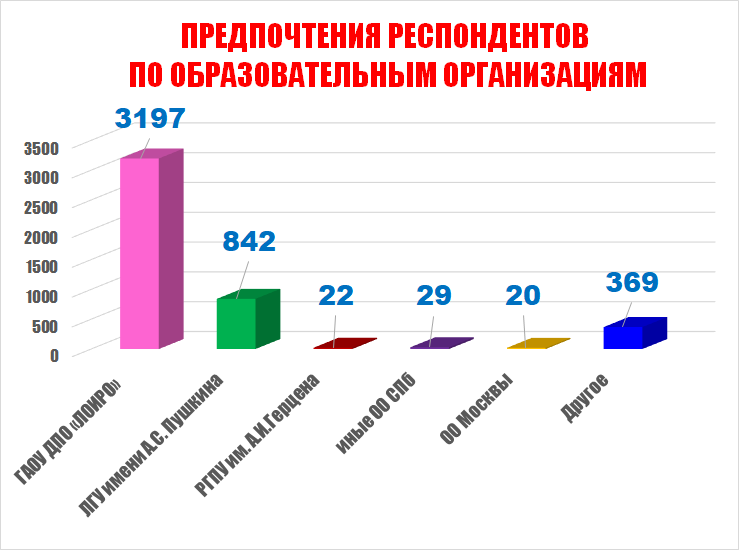 ПРЕДПОЧТЕНИЯ РЕСПОНДЕНТОВ
ПО ОБРАЗОВАТЕЛЬНЫМ ОРГАНИЗАЦИЯМ
3197
842
22
29
20
369
3500
3000
2500
2000
1500
1000
500
0
ГАОУ ДПО «ЛОИРО»
ЛГУ имени А.С. Пушкина
РГПУ им. А.И.Герцена
иные ОО СПб
ОО Москвы
Другое